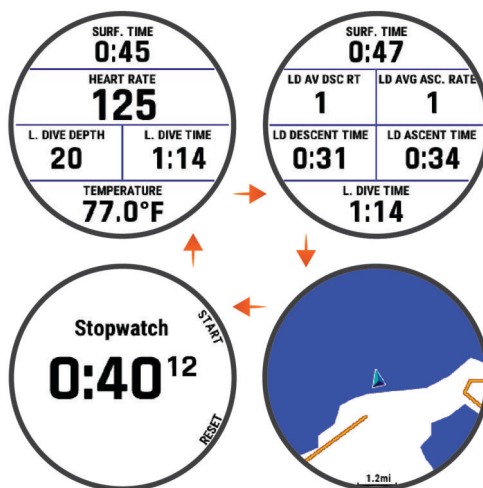 SURF. TIME
0:45
HEART RATE
125
L. DIVE DEPTH L. DIVE TIME
20 1:14
TEMPERATURE
77.0°F
SURF. TIME
0:47
LD AV DSC RT LD AVG ASC. RATE
1 1
LD DESCENT TIME LD ASCENT TIME
0:31 0:34
L. DIVE TIME
1:14
START
Stopwatch
0:40 12
RESET
1.2mi